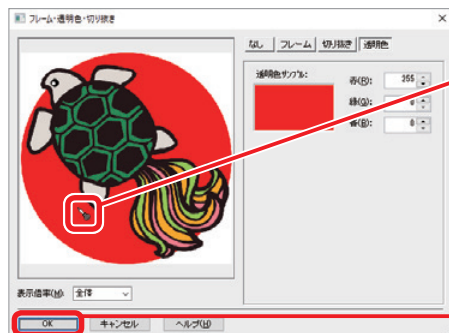 フレーム・透明色・切り抜き
なし フレーム 切り抜き 透明色
透明色サンプル:
赤(R): 255
緑(G): 0
青(B): 0
表示倍率(M): 全体
OK キャンセル ヘルプ(H)